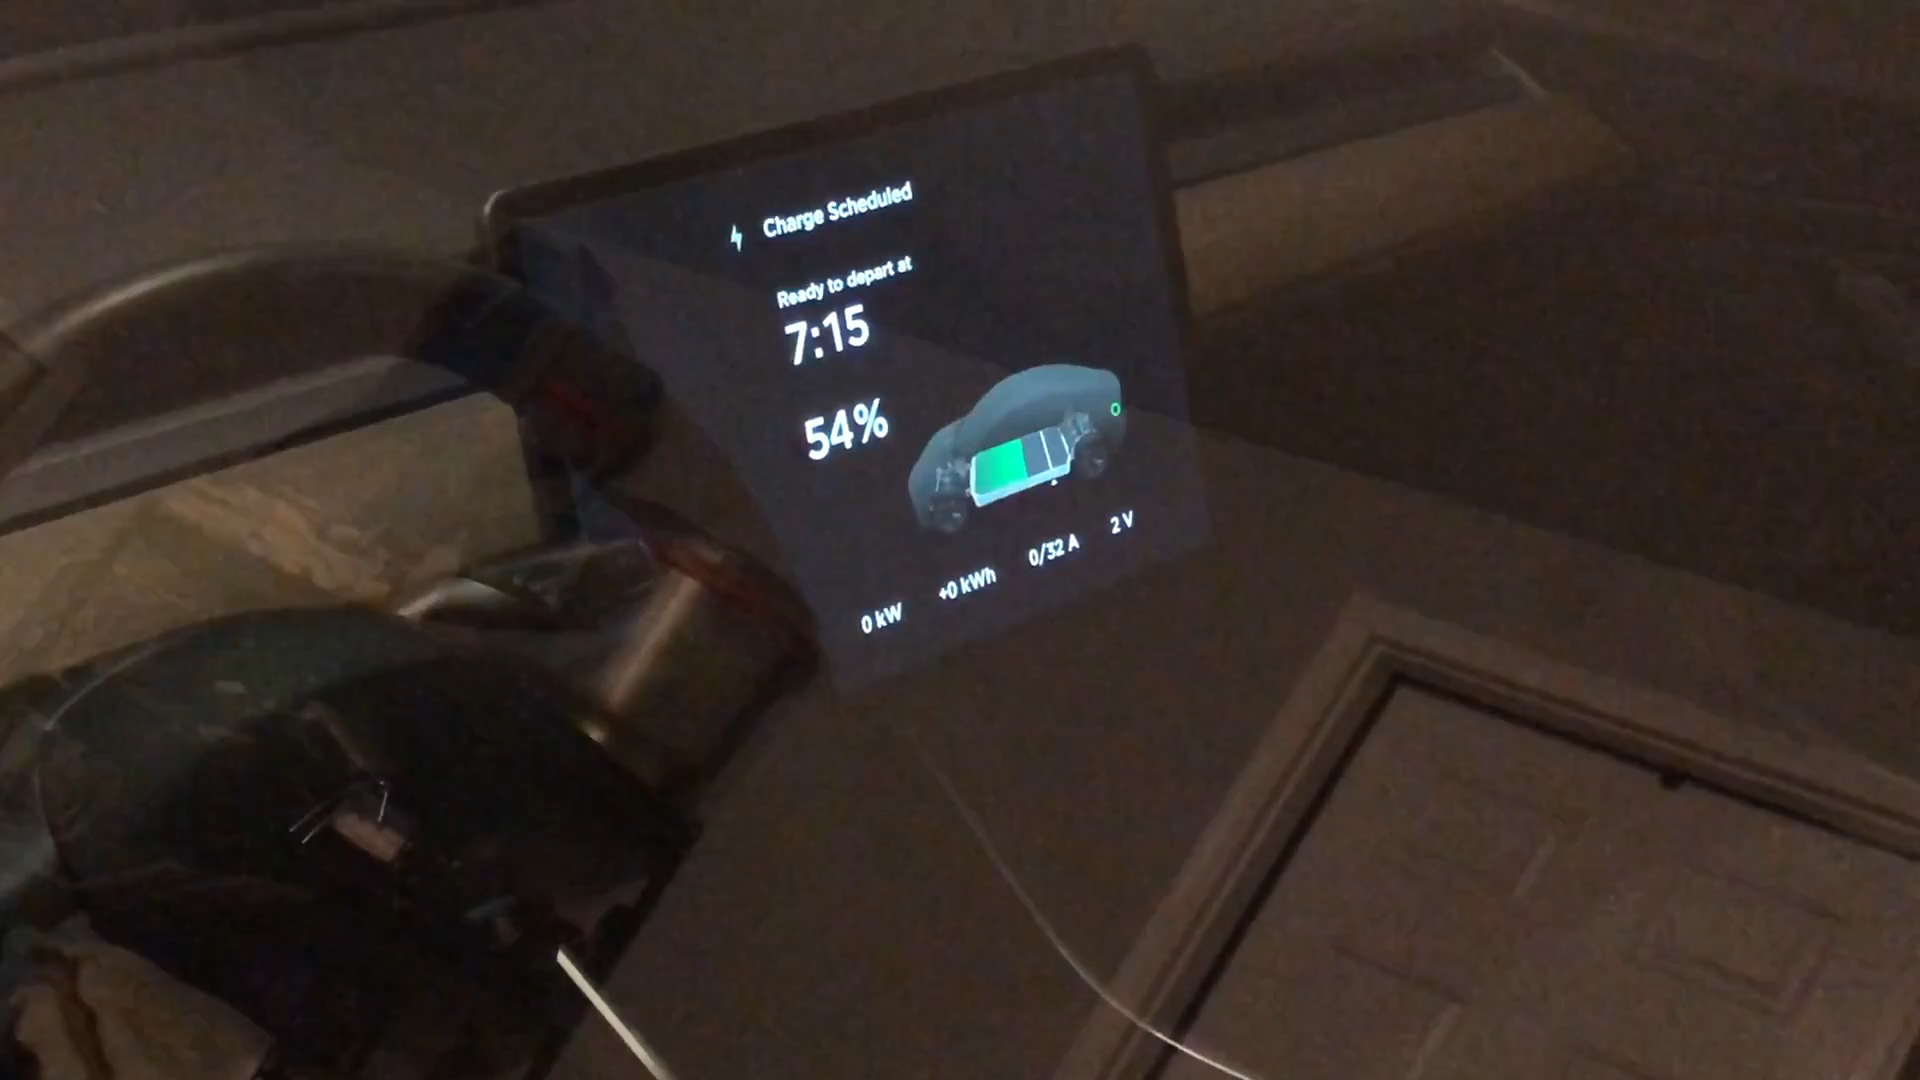 Charge Scheduled
Ready to depart at
7:15
54%
0 kW +0 kWh 0/32 A 2 V